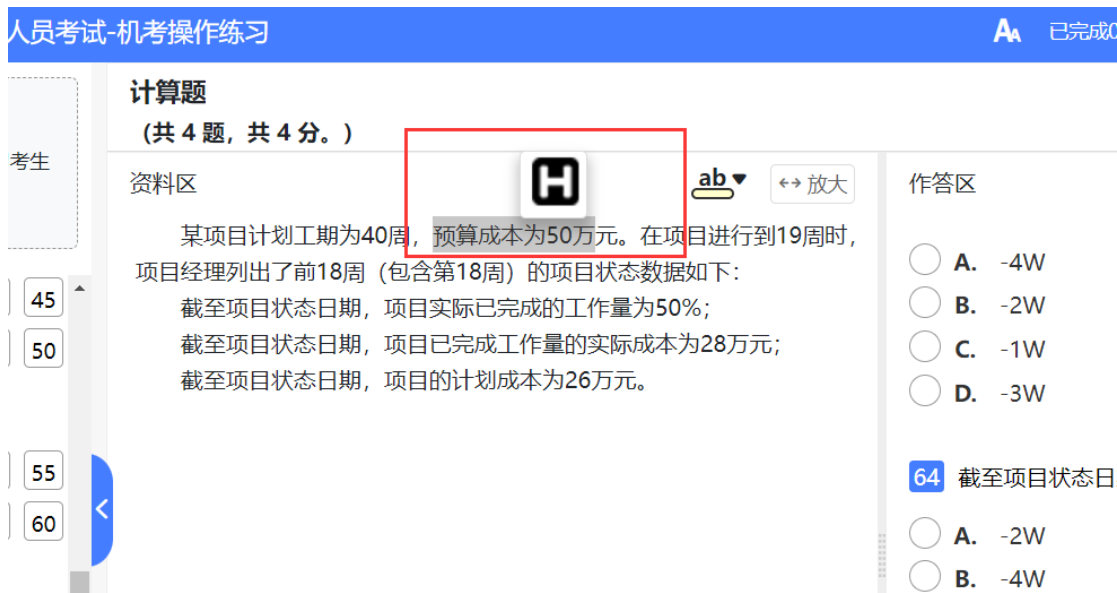 人员考试-机考操作练习
AA 已完成0
计算题
（共 4 题，共 4 分。）
考生
资料区
H
ab
放大
作答区
某项目计划工期为40周，预算成本为50万元。在项目进行到19周时，
项目经理列出了前18周（包含第18周）的项目状态数据如下：
截至项目状态日期，项目实际已完成的工作量为50%；
截至项目状态日期，项目已完成工作量的实际成本为28万元；
截至项目状态日期，项目的计划成本为26万元。
45
50
55
60
A. -4W
B. -2W
C. -1W
D. -3W
64 截至项目状态日
A. -2W
B. -4W